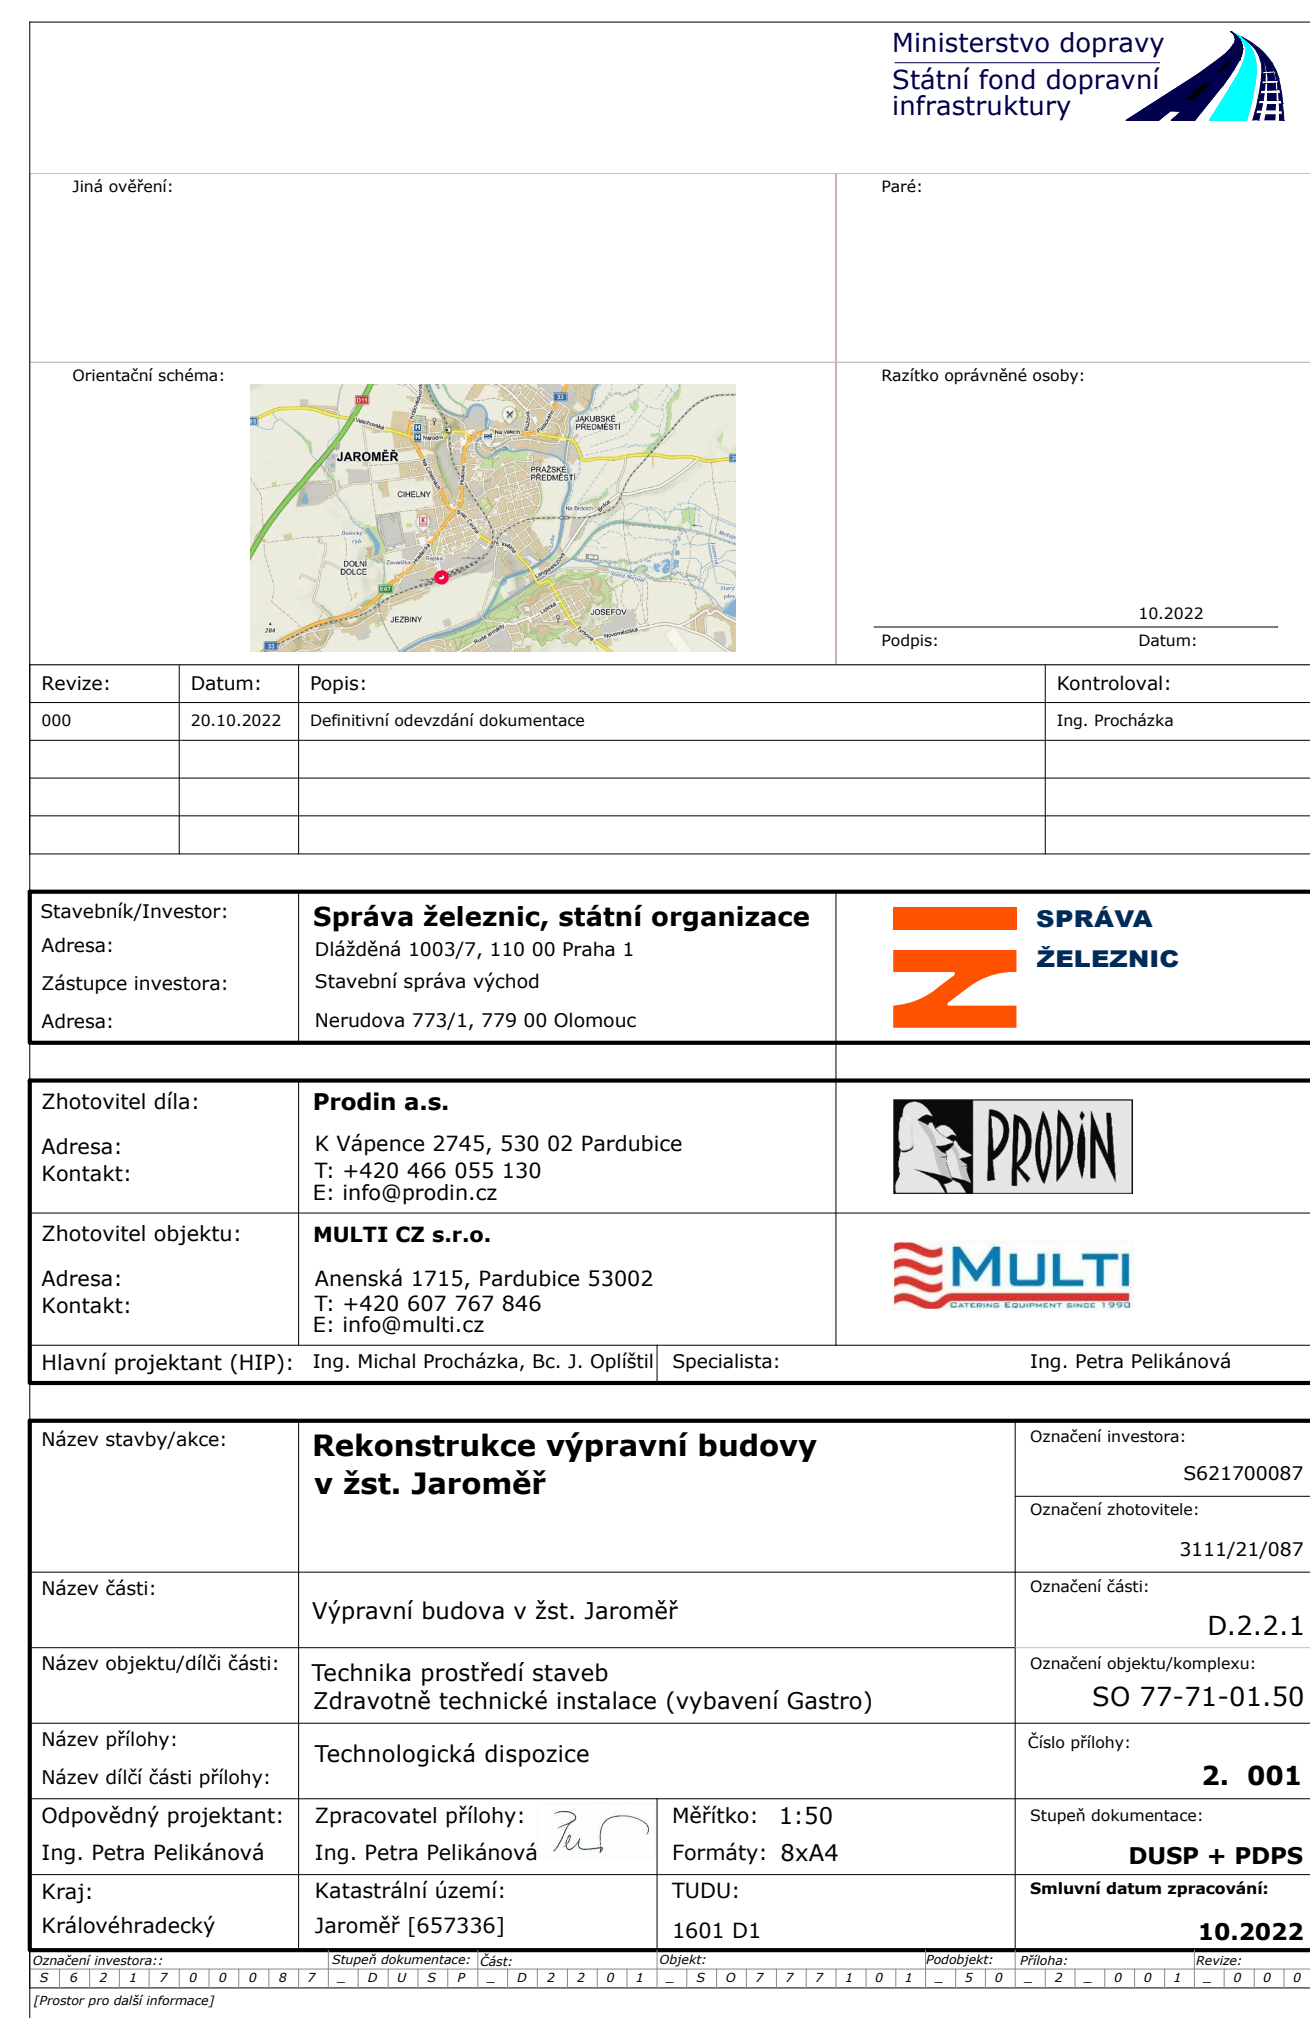 Ministerstvo dopravy
Státní fond dopravní
infrastruktury
Jiná ověření:
Paré:
Orientační schéma:
Razítko oprávněné osoby:
D11
33
JAKUBSKÉ
PŘEDMĚSTÍ
Na Valech
Národní
JAROMĚŘ
PRAŽSKÉ
PŘEDMĚSTÍ
CIHELNY
Na Brdcích
DOLNÍ
DOLCE
E67
JEZBINY
JOSEFOV
284
33
10.2022
Podpis: Datum:
Revize: Datum: Popis: Kontroloval:
000 20.10.2022 Definitivní odevzdání dokumentace Ing. Procházka
Stavebník/Investor: Správa železnic, státní organizace
Adresa: Dlážděná 1003/7, 110 00 Praha 1
Zástupce investora: Stavební správa východ
Adresa: Nerudova 773/1, 779 00 Olomouc
SPRÁVA
ŽELEZNIC
Zhotovitel díla: Prodin a.s.
Adresa: K Vápence 2745, 530 02 Pardubice
Kontakt: T: +420 466 055 130
E: info@prodin.cz
PRODIN
Zhotovitel objektu: MULTI CZ s.r.o.
Adresa: Anenská 1715, Pardubice 53002
Kontakt: T: +420 607 767 846
E: info@multi.cz
MULTI
CATERING EQUIPMENT SINCE 1990
Hlavní projektant (HIP): Ing. Michal Procházka, Bc. J. Oplíštil Specialista: Ing. Petra Pelikánová
Název stavby/akce: Rekonstrukce výpravní budovy
v žst. Jaroměř
Označení investora:
S621700087
Označení zhotovitele:
3111/21/087
Název části: Výpravní budova v žst. Jaroměř
Označení části:
D.2.2.1
Název objektu/dílči části: Technika prostředí staveb
Zdravotně technické instalace (vybavení Gastro)
Označení objektu/komplexu:
SO 77-71-01.50
Název přílohy: Technologická dispozice
Název dílčí části přílohy:
Číslo přílohy:
2. 001
Odpovědný projektant: Zpracovatel přílohy: Měřítko: 1:50 Stupeň dokumentace:
Ing. Petra Pelikánová Ing. Petra Pelikánová Formáty: 8xA4 DUSP + PDPS
Kraj: Katastrální území: TUDU: Smluvní datum zpracování:
Královéhradecký Jaroměř [657336] 1601 D1 10.2022
Označení investora:: Stupeň dokumentace: Část: Objekt: Podobjekt: Příloha: Revize:
S 6 2 1 7 0 0 0 8 7 _ D U S P _ D 2 2 0 1 _ S O 7 7 7 1 0 1 _ 5 0 _ 2 _ 0 0 1 _ 0 0 0
[Prostor pro další informace]